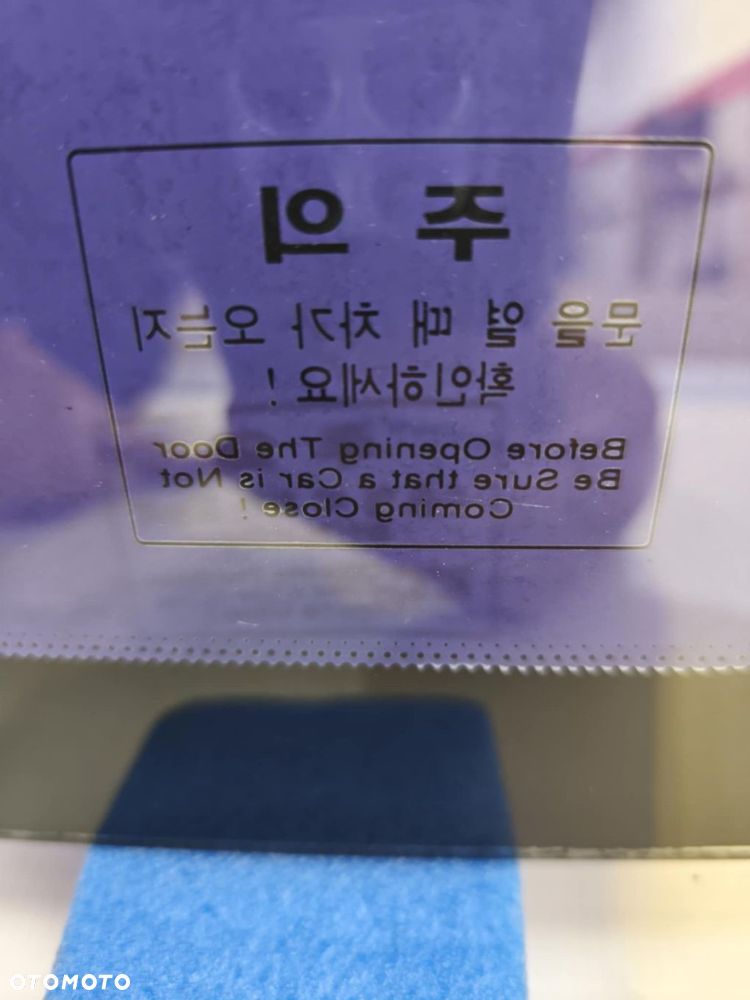 주 의
문을 열 때 차가 오는지
확인하세요 !
Before Opening The Door
Be Sure that a Car is Not
Coming Close !
OTOMOTO